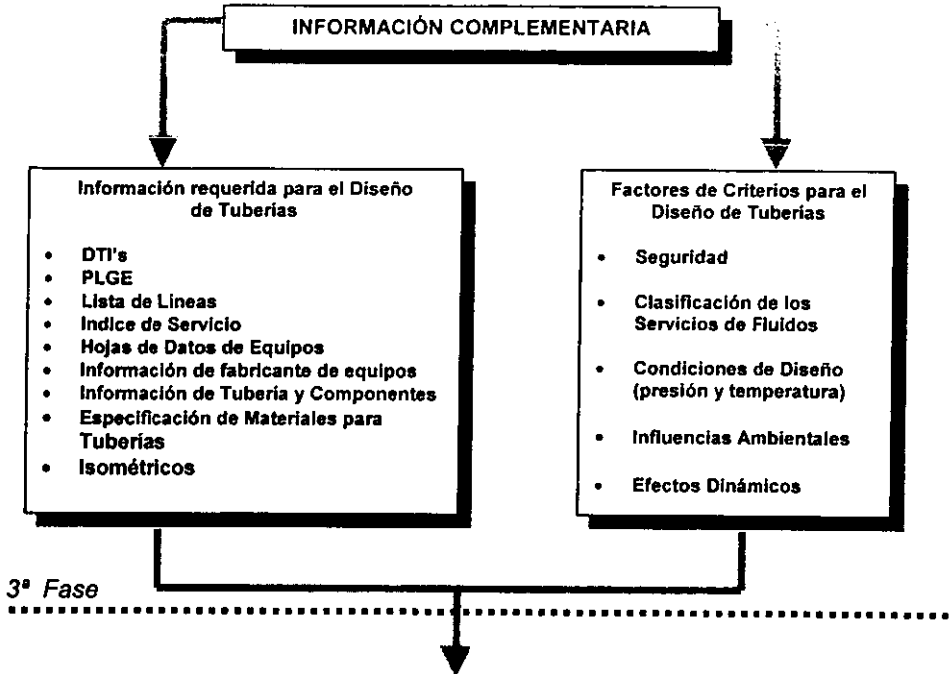 INFORMACIÓN COMPLEMENTARIA
Información requerida para el Diseño
de Tuberías
• DTI's
• PLGE
• Lista de Lineas
• Indice de Servicio
• Hojas de Datos de Equipos
• Información de fabricante de equipos
• Información de Tubería y Componentes
• Especificación de Materiales para
Tuberías
• Isométricos
Factores de Criterios para el
Diseño de Tuberías
• Seguridad
• Clasificación de los
Servicios de Fluidos
• Condiciones de Diseño
(presión y temperatura)
• Influencias Ambientales
• Efectos Dinámicos
3ª Fase